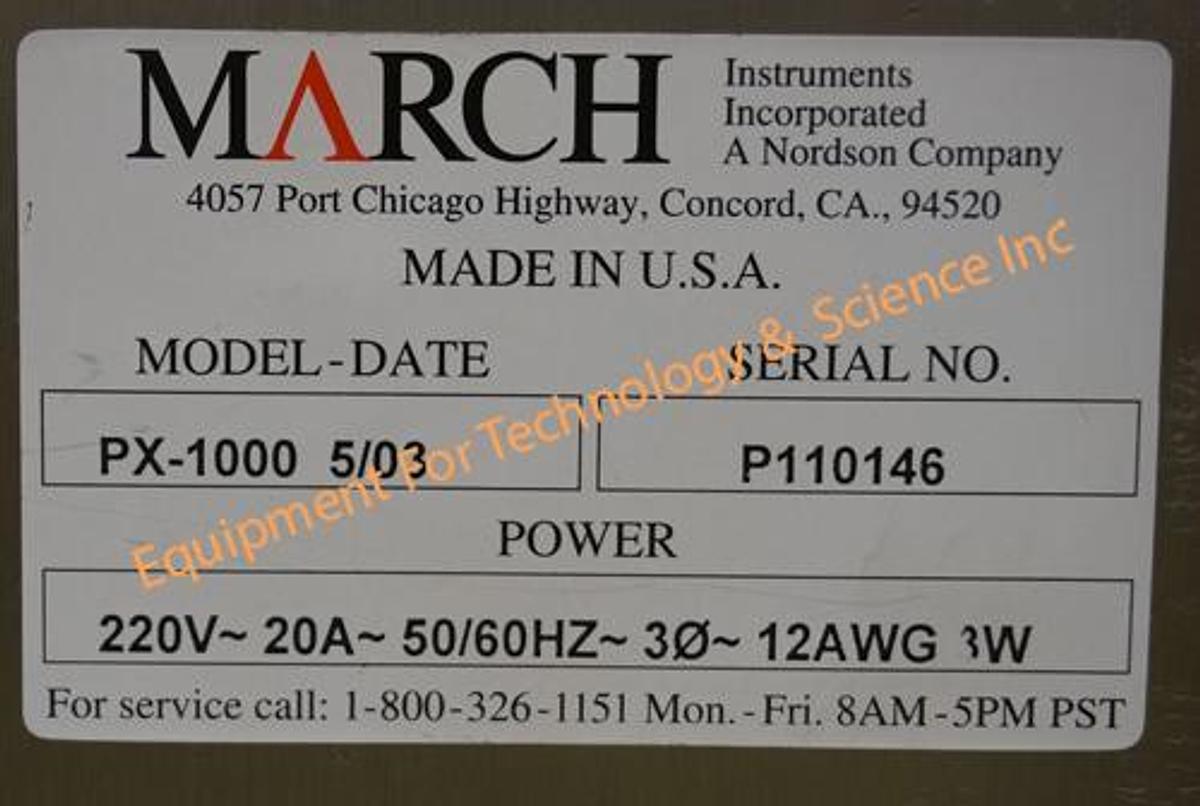 MARCH
Instruments
Incorporated
A Nordson Company
4057 Port Chicago Highway, Concord, CA., 94520
MADE IN U.S.A.
MODEL-DATE
SERIAL NO.
PX-1000 5/03
P110146
Equipment For Technology & Science Inc
POWER
220V~ 20A~ 50/60HZ~ 3Ø~ 12AWG 3W
For service call: 1-800-326-1151 Mon.-Fri. 8AM-5PM PST